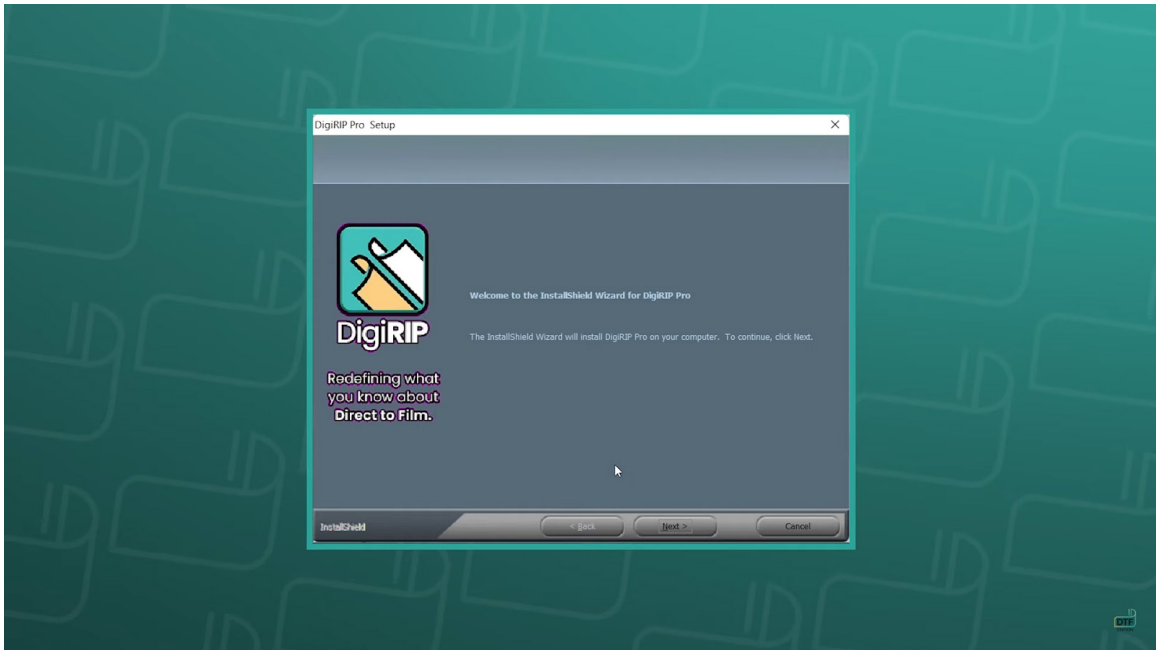 DigiRIP Pro Setup
DigiRIP
Redefining what
you know about
Direct to Film.
Welcome to the InstallShield Wizard for DigiRIP Pro
The InstallShield Wizard will install DigiRIP Pro on your computer. To continue, click Next.
InstallShield
< Back
Next >
Cancel
DTF